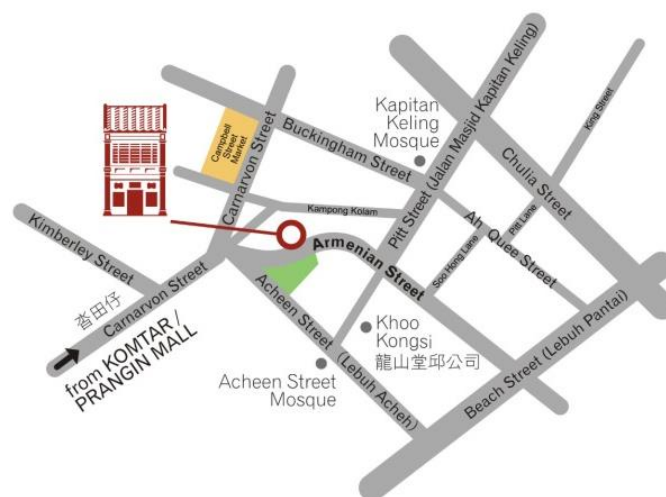 Kapitan
Keling
Mosque
Pitt Street (Jalan Masjid Kapitan Keling)
King Street
Campbell
Street
Market
Carnarvon Street
Buckingham Street
Chulia Street
Kampong Kolam
Kimberley Street
Armenian Street
Soo Hong Lane
Pitt Lane
Ah Quee Street
沓田仔
Carnarvon Street
from KOMTAR /
PRANGIN MALL
Acheen Street (Lebuh Acheh)
Khoo
Kongsi
龍山堂邱公司
Acheen Street
Mosque
Beach Street (Lebuh Pantai)